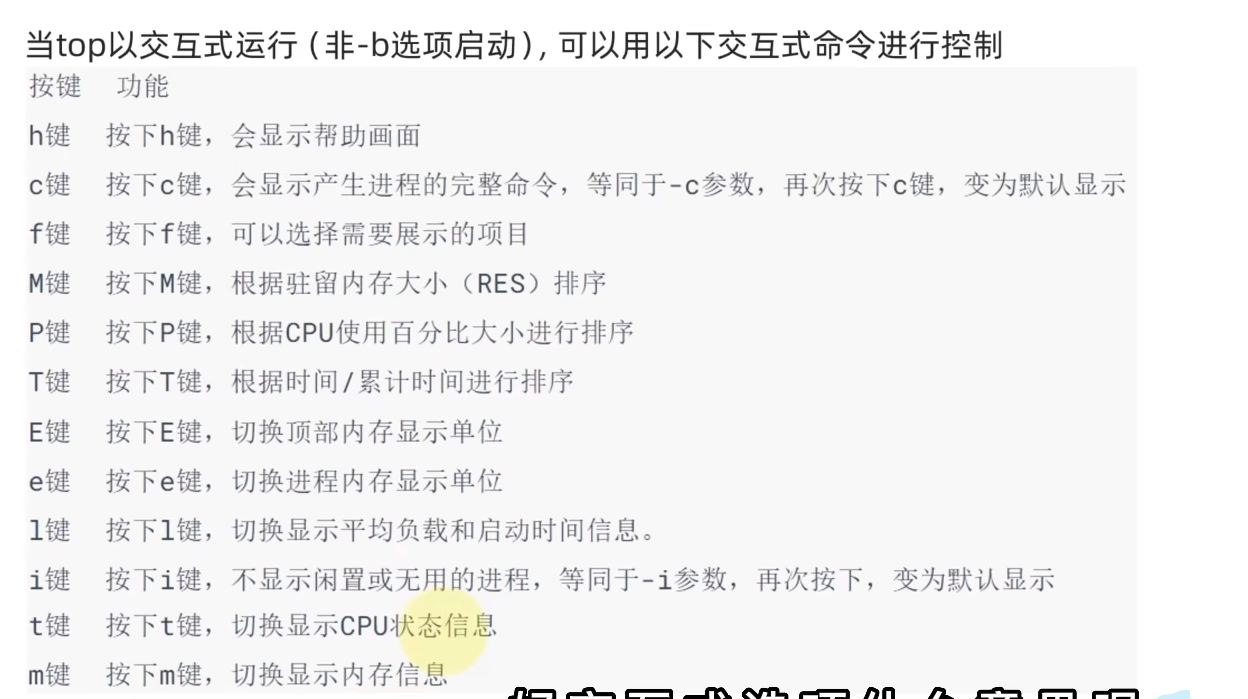 当top以交互式运行（非-b选项启动），可以用以下交互式命令进行控制
按键 功能
h键 按下h键，会显示帮助画面
c键 按下c键，会显示产生进程的完整命令，等同于-c参数，再次按下c键，变为默认显示
f键 按下f键，可以选择需要展示的项目
M键 按下M键，根据驻留内存大小（RES）排序
P键 按下P键，根据CPU使用百分比大小进行排序
T键 按下T键，根据时间/累计时间进行排序
E键 按下E键，切换顶部内存显示单位
e键 按下e键，切换进程内存显示单位
l键 按下l键，切换显示平均负载和启动时间信息。
i键 按下i键，不显示闲置或无用的进程，等同于-i参数，再次按下，变为默认显示
t键 按下t键，切换显示CPU状态信息
m键 按下m键，切换显示内存信息